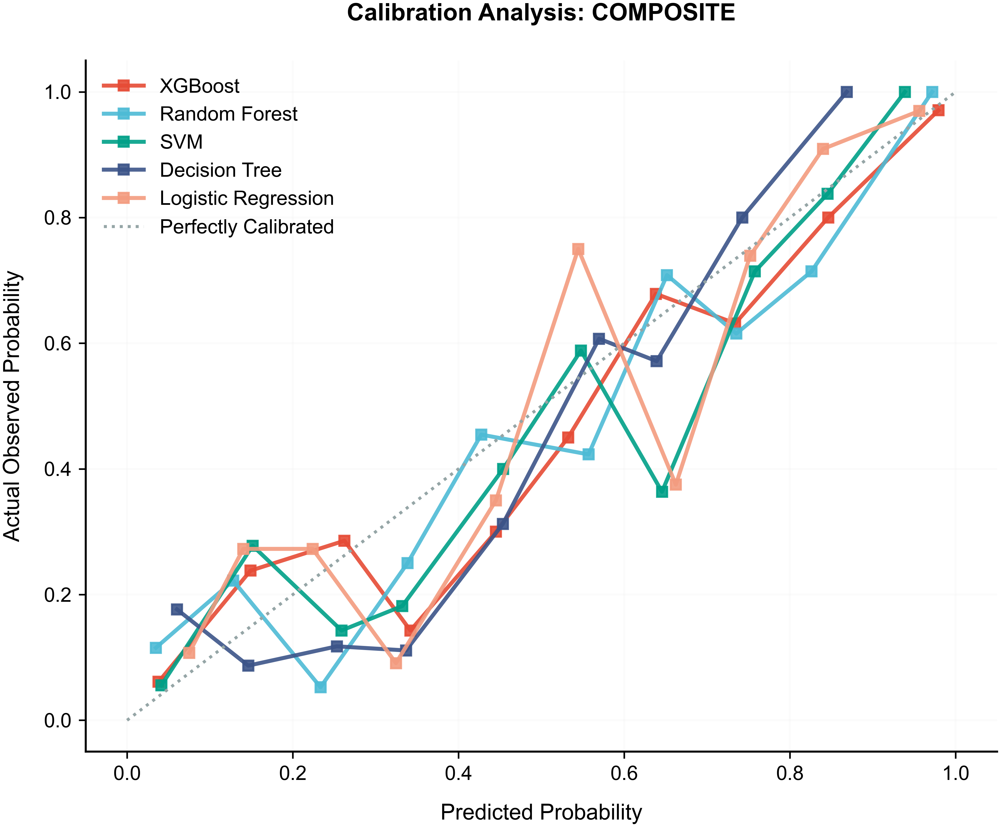 Calibration Analysis: COMPOSITE
XGBoost
Random Forest
SVM
Decision Tree
Logistic Regression
Perfectly Calibrated
Actual Observed Probability
1.0
0.8
0.6
0.4
0.2
0.0
0.0 0.2 0.4 0.6 0.8 1.0
Predicted Probability